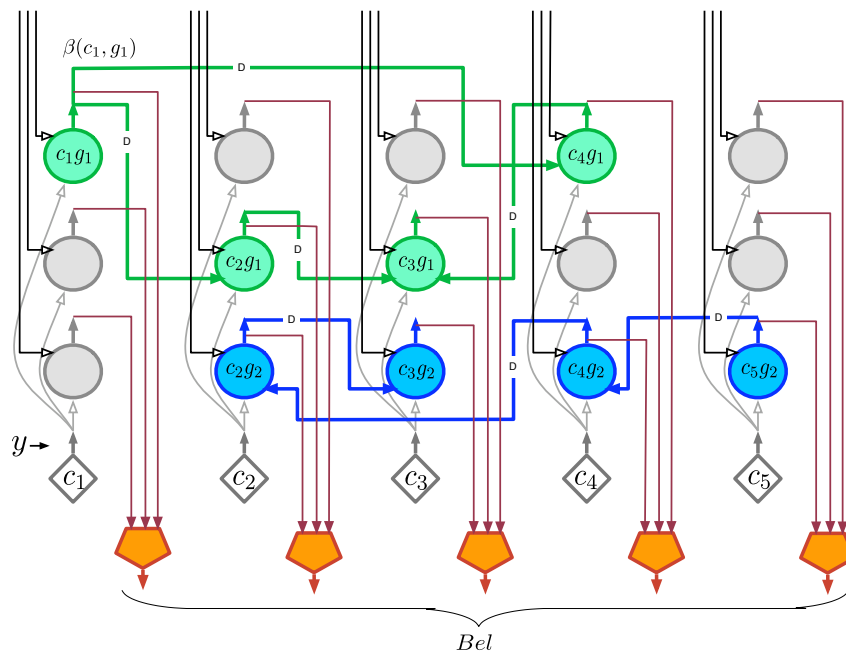 β(c₁, g₁)
D
D
c₁g₁
c₄g₁
D
D
c₂g₁
c₃g₁
D
D
D
c₂g₂
c₃g₂
c₄g₂
c₅g₂
y
c₁
c₂
c₃
c₄
c₅
Bel